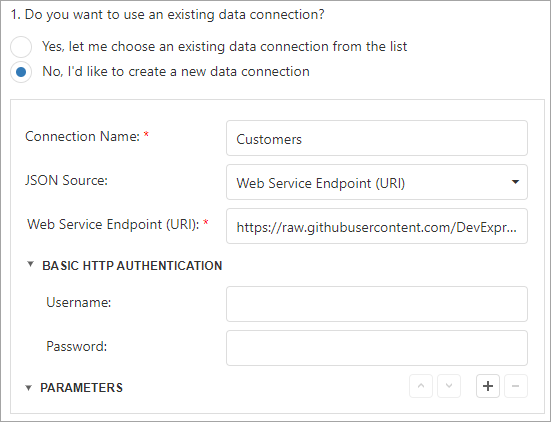 1. Do you want to use an existing data connection?
Yes, let me choose an existing data connection from the list
No, I'd like to create a new data connection
Connection Name: *
Customers
JSON Source:
Web Service Endpoint (URI)
Web Service Endpoint (URI): *
https://raw.githubusercontent.com/DevExpr...
BASIC HTTP AUTHENTICATION
Username:
Password:
PARAMETERS